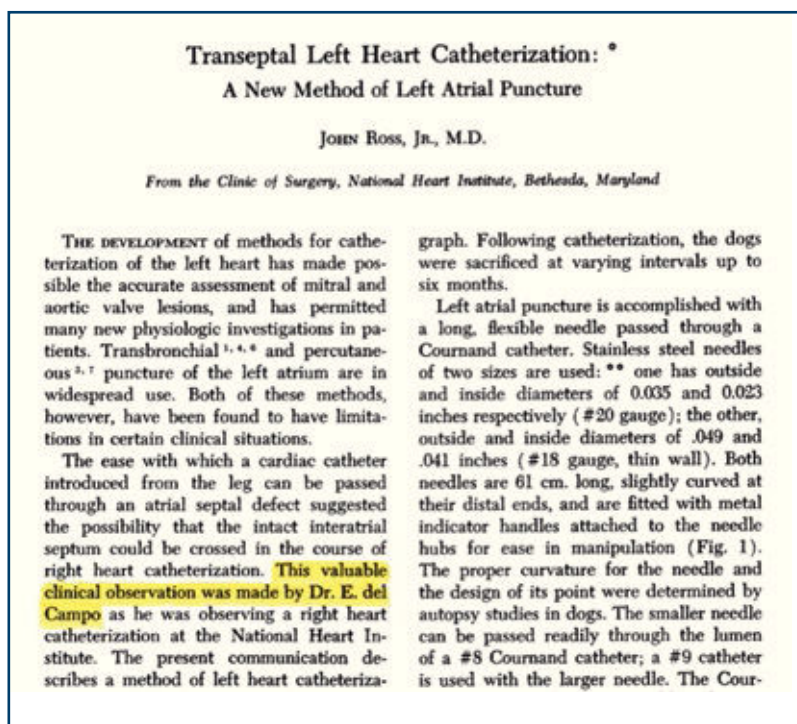 Transeptal Left Heart Catheterization: *
A New Method of Left Atrial Puncture
JOHN ROSS, JR., M.D.
From the Clinic of Surgery, National Heart Institute, Bethesda, Maryland
THE DEVELOPMENT of methods for cathe-
terization of the left heart has made pos-
sible the accurate assessment of mitral and
aortic valve lesions, and has permitted
many new physiologic investigations in pa-
tients. Transbronchial 1, 4, 6 and percutane-
ous 3, 7 puncture of the left atrium are in
widespread use. Both of these methods,
however, have been found to have limita-
tions in certain clinical situations.
The ease with which a cardiac catheter
introduced from the leg can be passed
through an atrial septal defect suggested
the possibility that the intact interatrial
septum could be crossed in the course of
right heart catheterization. This valuable
clinical observation was made by Dr. E. del
Campo as he was observing a right heart
catheterization at the National Heart In-
stitute. The present communication de-
scribes a method of left heart catheteriza-
graph. Following catheterization, the dogs
were sacrificed at varying intervals up to
six months.
Left atrial puncture is accomplished with
a long, flexible needle passed through a
Cournand catheter. Stainless steel needles
of two sizes are used: ** one has outside
and inside diameters of 0.035 and 0.023
inches respectively (#20 gauge); the other,
outside and inside diameters of .049 and
.041 inches (#18 gauge, thin wall). Both
needles are 61 cm. long, slightly curved at
their distal ends, and are fitted with metal
indicator handles attached to the needle
hubs for ease in manipulation (Fig. 1).
The proper curvature for the needle and
the design of its point were determined by
autopsy studies in dogs. The smaller needle
can be passed readily through the lumen
of a #8 Cournand catheter; a #9 catheter
is used with the larger needle. The Cour-